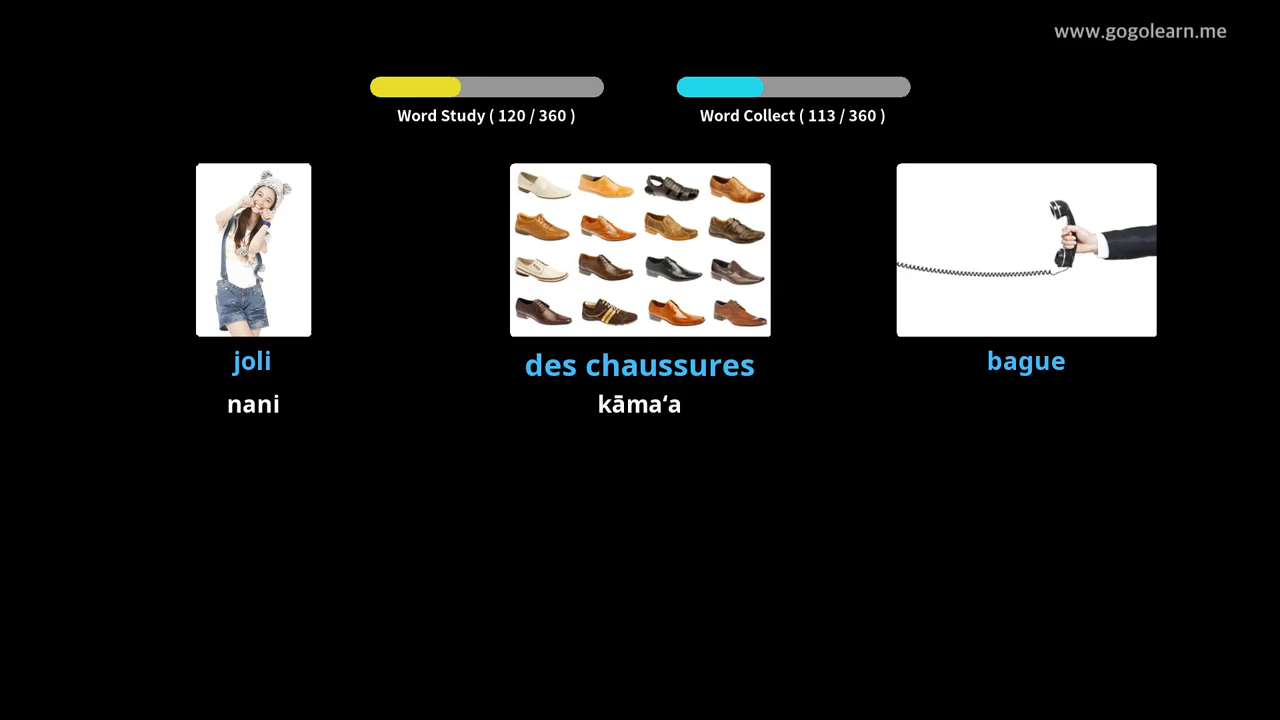 www.gogolearn.me
Word Study ( 120 / 360 )
Word Collect ( 113 / 360 )
joli
des chaussures
bague
nani
kāmaʻa